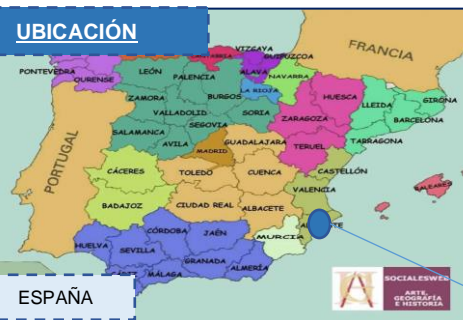 UBICACIÓN
FRANCIA
VIZCAYA
GUIPUZCOA
PONTEVEDRA
OURENSE
LEÓN
PALENCIA
BURGOS
ALAVA
NAVARRA
LA RIOJA
HUESCA
LLEIDA
GIRONA
BARCELONA
ZAMORA
VALLADOLID
SORIA
ZARAGOZA
TARRAGONA
SALAMANCA
SEGOVIA
AVILA
GUADALAJARA
TERUEL
MADRID
PORTUGAL
CÁCERES
TOLEDO
CUENCA
CASTELLÓN
VALENCIA
BALEARES
BADAJOZ
CIUDAD REAL
ALBACETE
MURCIA
CÓRDOBA
JAÉN
HUELVA
SEVILLA
GRANADA
ALMERÍA
MÁLAGA
ESPAÑA
SOCIALESWEB
ARTE,
GEOGRAFÍA
E HISTORIA